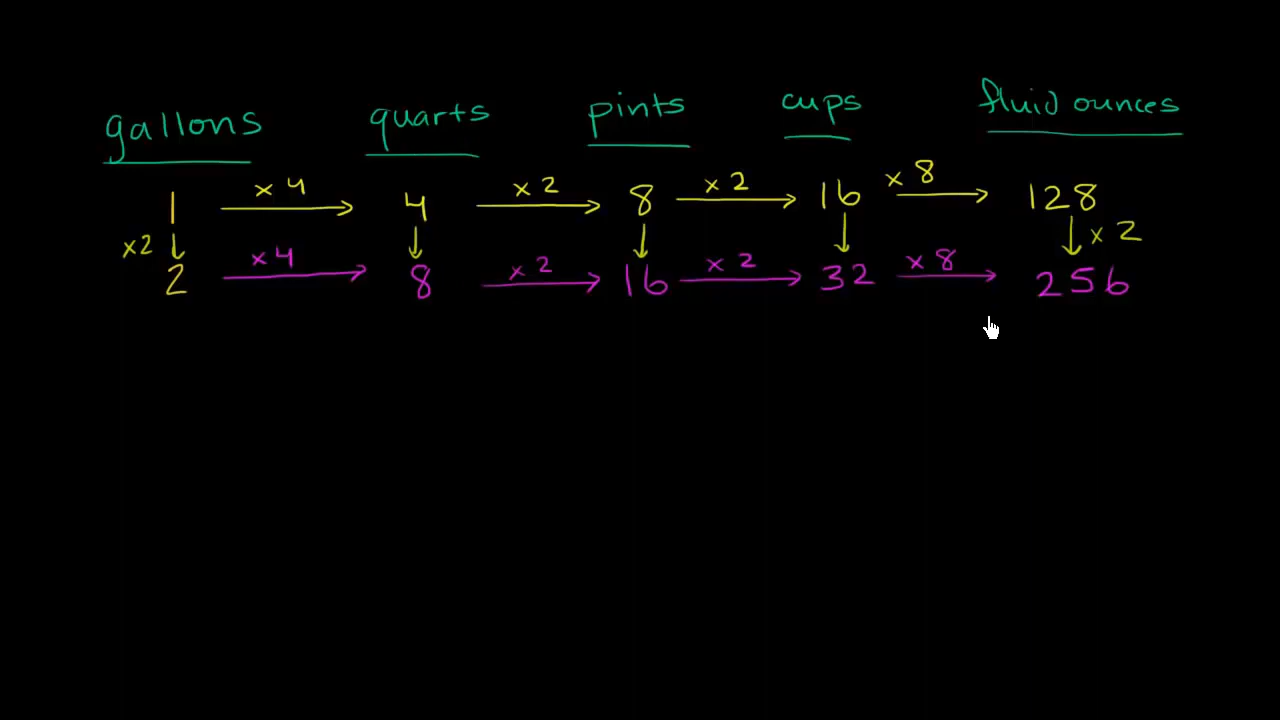 gallons quarts pints cups fluid ounces
x 4 x 2 x 2 x 8
1 4 8 16 128
x2 x 2
x 4 x 2 x 2 x 8
2 8 16 32 256